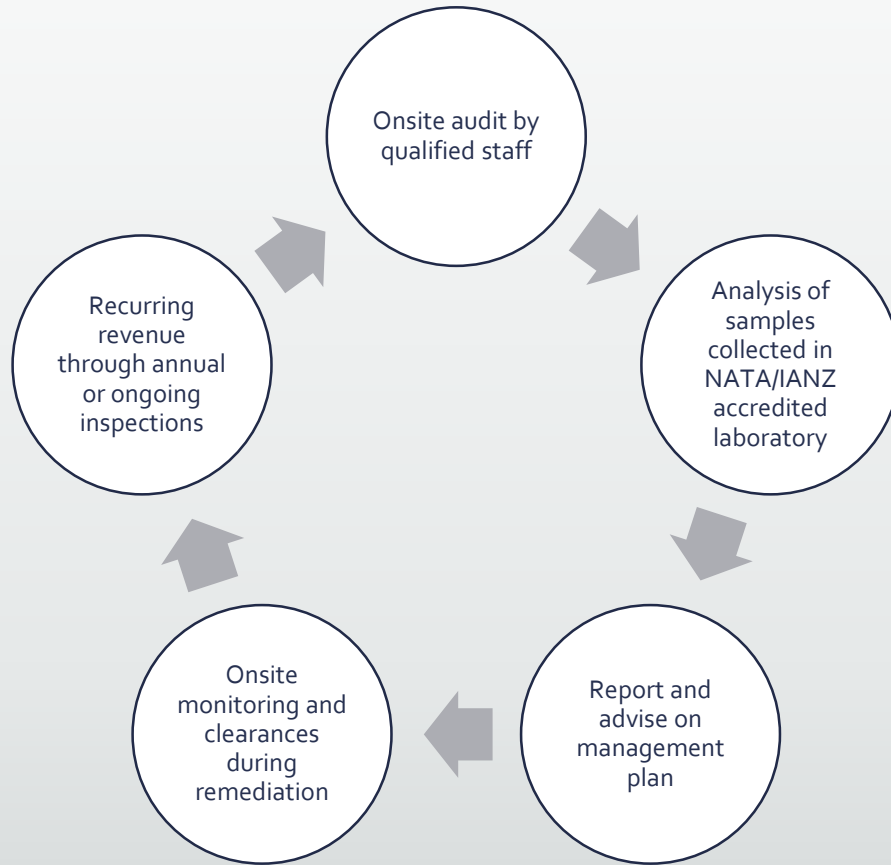 Onsite audit by
qualified staff
Analysis of
samples
collected in
NATA/IANZ
accredited
laboratory
Report and
advise on
management
plan
Onsite
monitoring and
clearances
during
remediation
Recurring
revenue
through annual
or ongoing
inspections